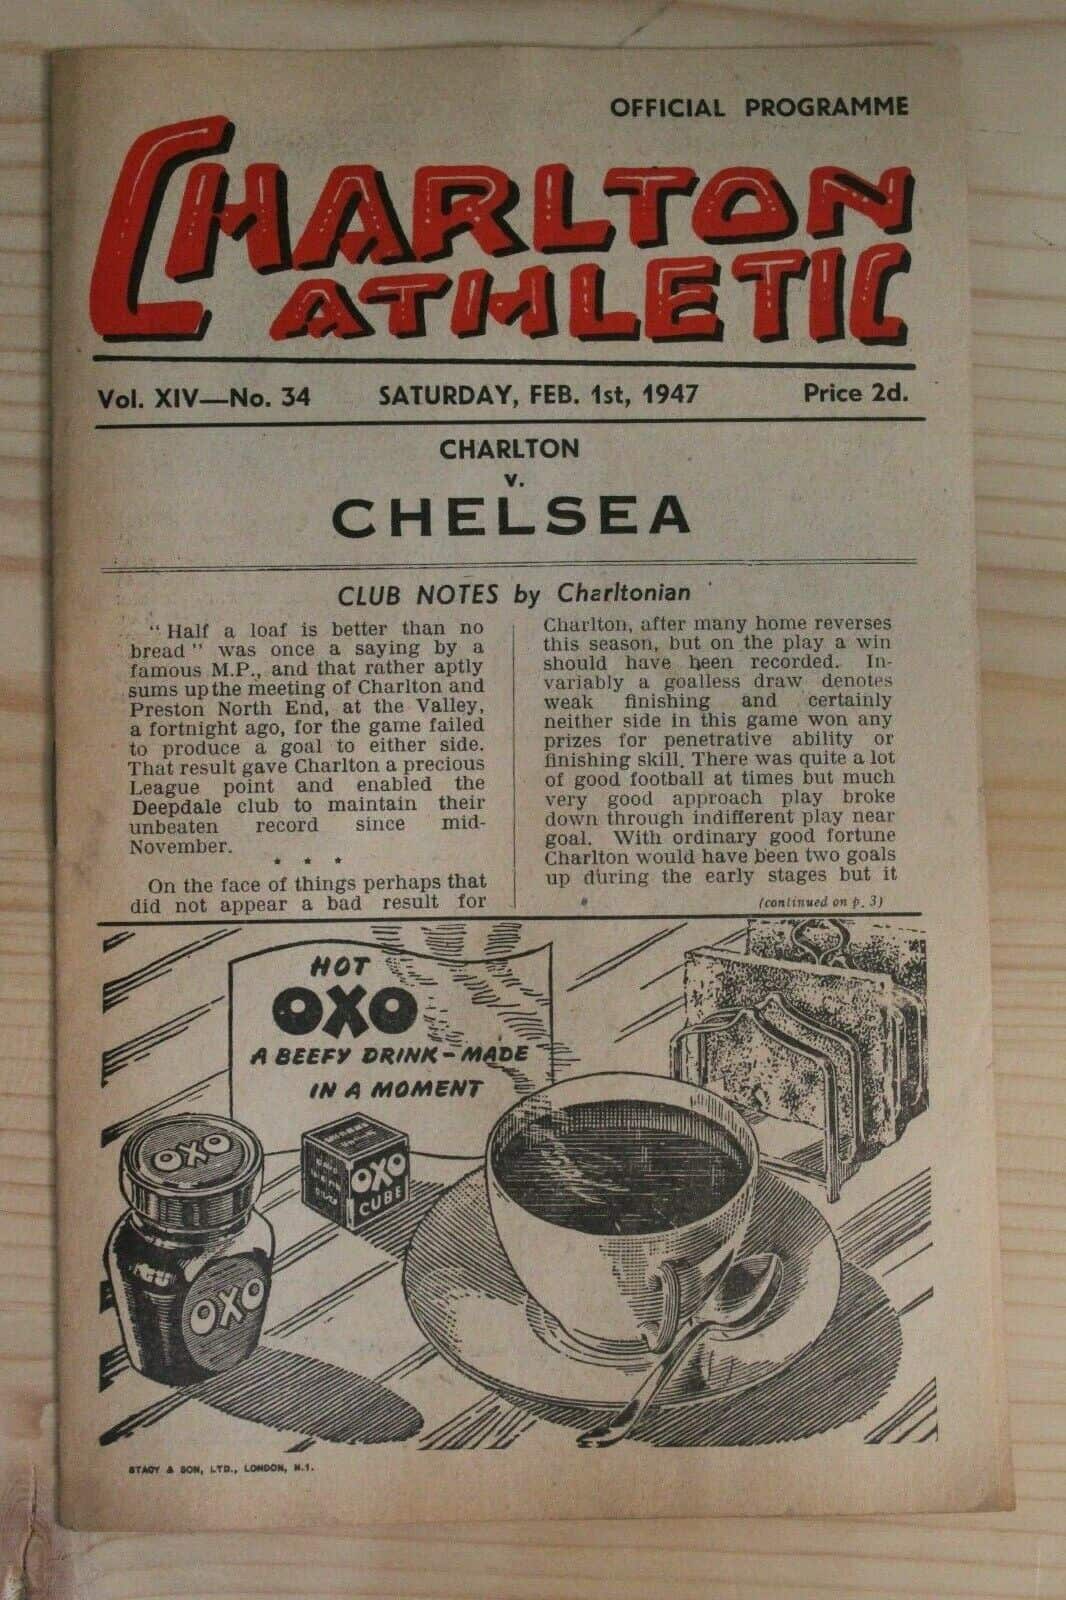 OFFICIAL PROGRAMME
CHARLTON
ATHLETIC
Vol. XIV—No. 34 SATURDAY, FEB. 1st, 1947 Price 2d.
CHARLTON
v.
CHELSEA
CLUB NOTES by Charltonian
" Half a loaf is better than no
bread " was once a saying by a
famous M.P., and that rather aptly
sums up the meeting of Charlton and
Preston North End, at the Valley,
a fortnight ago, for the game failed
to produce a goal to either side.
That result gave Charlton a precious
League point and enabled the
Deepdale club to maintain their
unbeaten record since mid-
November.
* * *
On the face of things perhaps that
did not appear a bad result for
Charlton, after many home reverses
this season, but on the play a win
should have been recorded. In-
variably a goalless draw denotes
weak finishing and certainly
neither side in this game won any
prizes for penetrative ability or
finishing skill. There was quite a lot
of good football at times but much
very good approach play broke
down through indifferent play near
goal. With ordinary good fortune
Charlton would have been two goals
up during the early stages but it
(continued on p. 3)
HOT
OXO
A BEEFY DRINK - MADE
IN A MOMENT
OXO
OXO
CUBE
OXO
STACY & SON, LTD., LONDON, N.1.